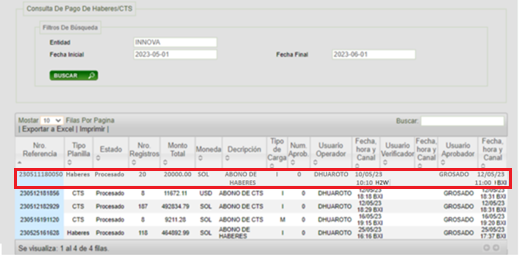 Consulta De Pago De Haberes/CTS
Filtros De Búsqueda
Entidad INNOVA
Fecha Inicial 2023-05-01 Fecha Final 2023-06-01
BUSCAR
Mostar 10 Filas Por Pagina Buscar:
| Exportar a Excel | Imprimir |
Nro. Referencia Tipo Planilla Estado Nro. Registros Monto Total Moneda Decripción Tipo de Carga Num. Aprob. Usuario Operador Fecha, hora y Canal Usuario Verificador Fecha, hora y Canal Usuario Aprobador Fecha, hora y Canal
230511180050 Haberes Procesado 20 20000.00 SOL ABONO DE HABERES I 0 DHUAROTO 10/05/23 10:10 H2W GROSADO 12/05/23 11:00 BXI
230512181856 CTS Procesado 8 11672.11 USD ABONO DE CTS I 0 DHUAROTO 12/05/23 18:18 BXI GROSADO 12/05/23 18:31 BXI
230512182929 CTS Procesado 187 492834.79 SOL ABONO DE CTS I 0 DHUAROTO 12/05/23 18:29 BXI GROSADO 12/05/23 18:31 BXI
230516191120 CTS Procesado 8 9211.28 SOL ABONO DE CTS M 0 DHUAROTO 16/05/23 19:15 BXI GROSADO 16/05/23 19:20 BXI
230525161628 Haberes Procesado 118 464892.99 SOL ABONO DE HABERES I 0 DHUAROTO 25/05/23 16:16 BXI GROSADO 25/05/23 17:37 BXI
Se visualiza: 1 al 4 de 4 filas.